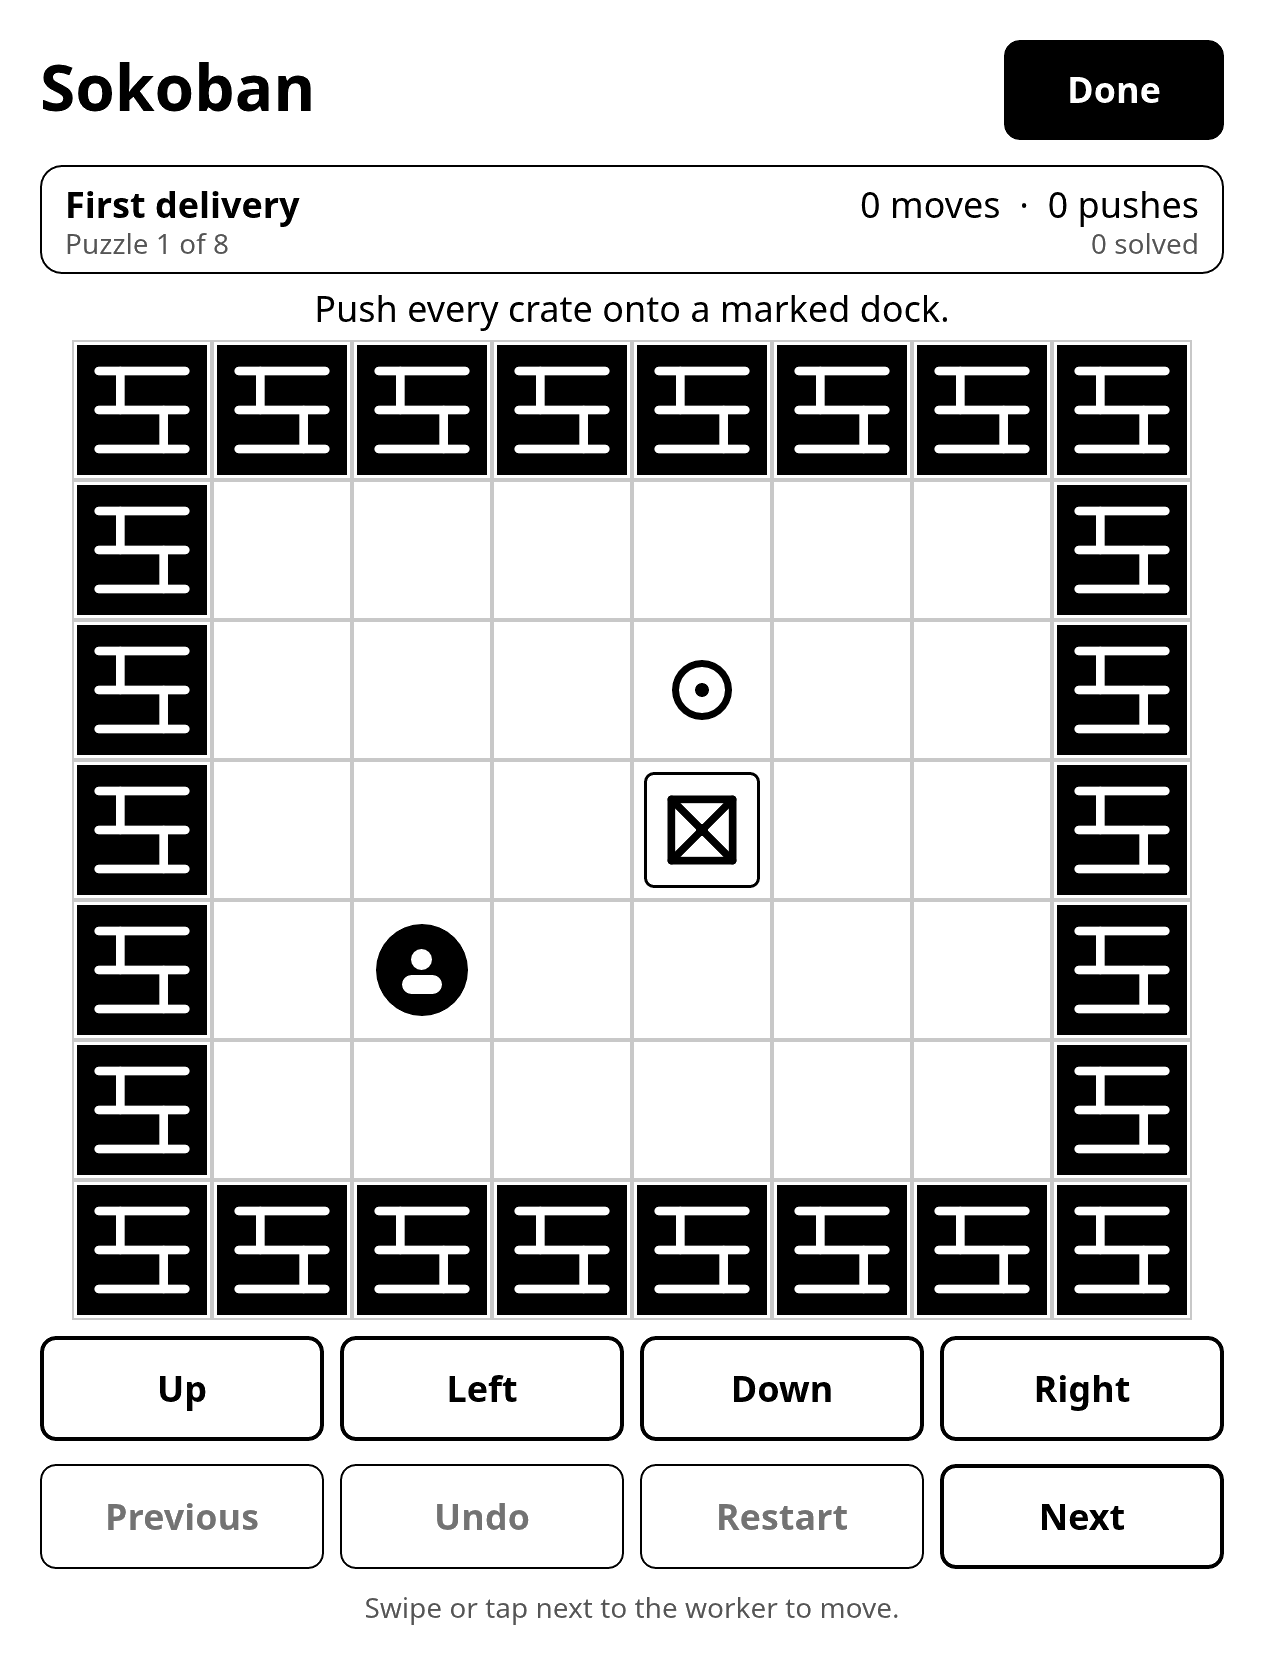 Sokoban
Done
First delivery
0 moves · 0 pushes
Puzzle 1 of 8
0 solved
Push every crate onto a marked dock.
Up
Left
Down
Right
Previous
Undo
Restart
Next
Swipe or tap next to the worker to move.